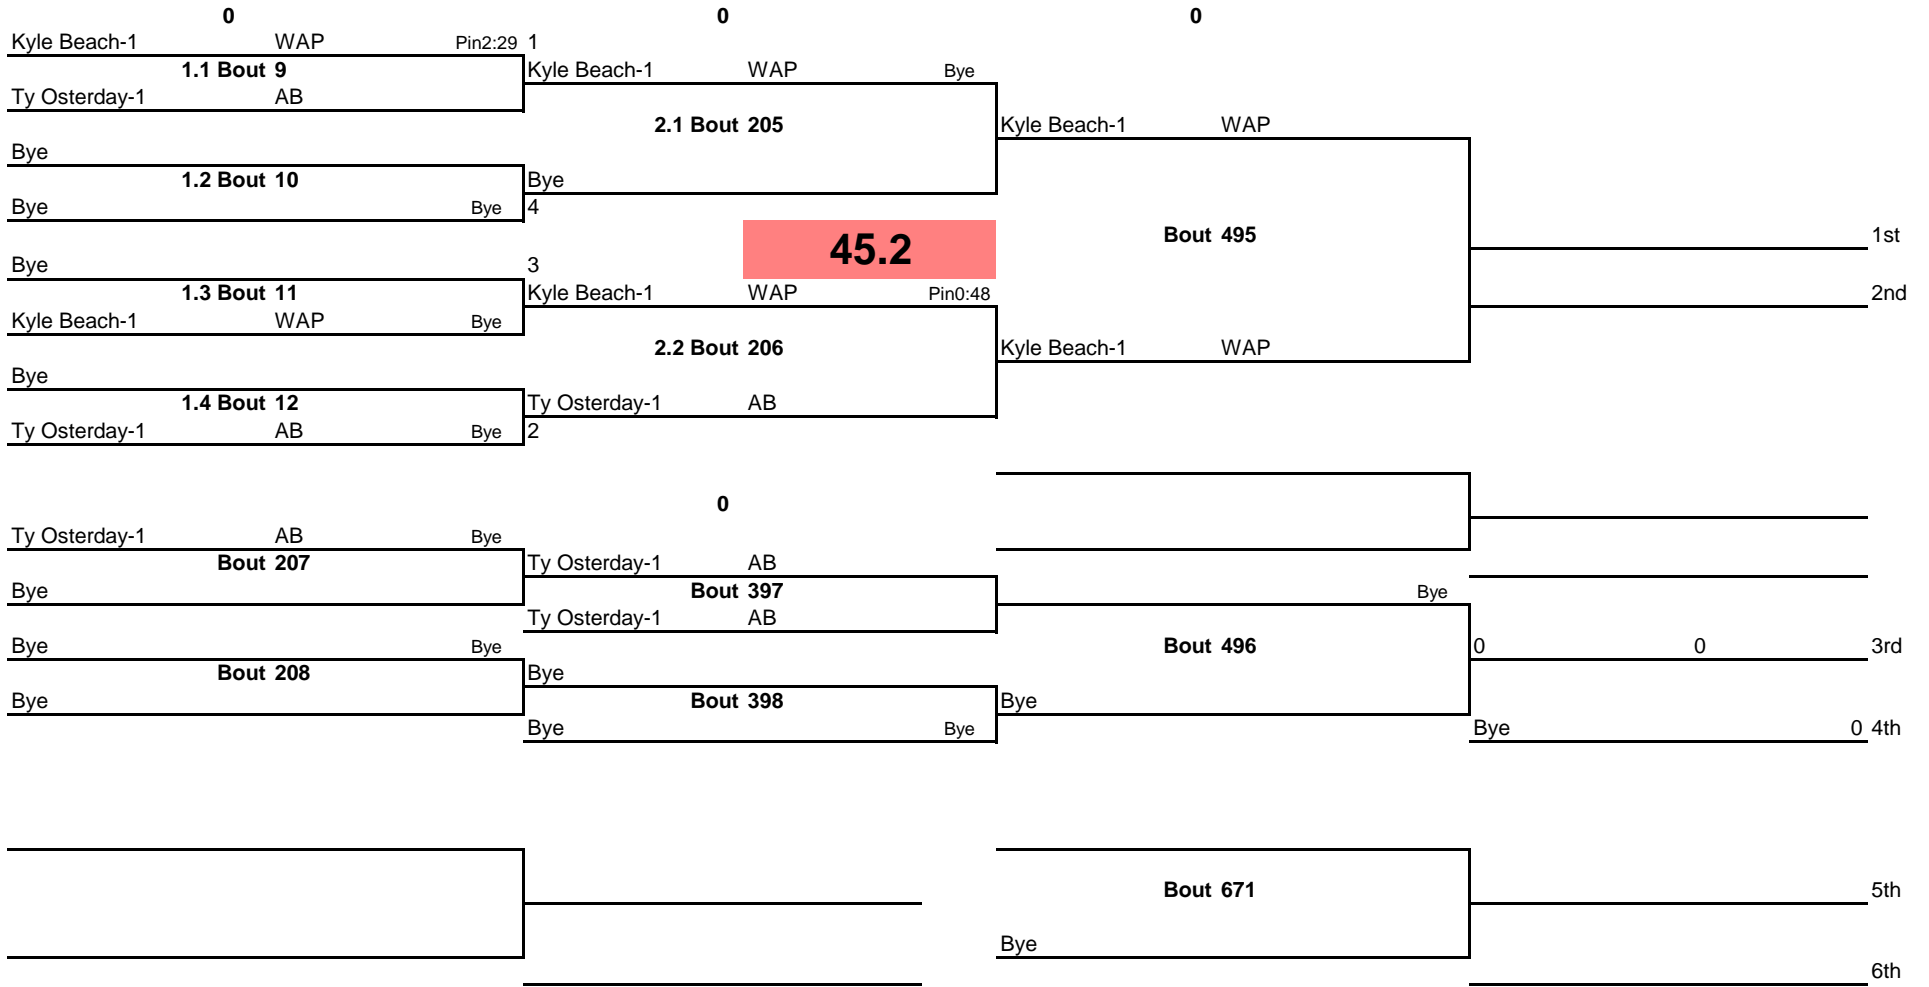 0 0 0
Kyle Beach-1 WAP Pin2:29 1
1.1 Bout 9 Kyle Beach-1 WAP Bye
Ty Osterday-1 AB
2.1 Bout 205 Kyle Beach-1 WAP
Bye
1.2 Bout 10 Bye
Bye Bye 4
45.2 Bout 495 1st
Bye 3
1.3 Bout 11 Kyle Beach-1 WAP Pin0:48 2nd
Kyle Beach-1 WAP Bye
2.2 Bout 206 Kyle Beach-1 WAP
Bye
1.4 Bout 12 Ty Osterday-1 AB
Ty Osterday-1 AB Bye 2
0
Ty Osterday-1 AB Bye
Bout 207 Ty Osterday-1 AB
Bye Bout 397 Bye
Ty Osterday-1 AB
Bye Bye Bout 496 0 0 3rd
Bout 208 Bye
Bye Bout 398 Bye
Bye Bye Bye 0 4th
Bout 671 5th
Bye
6th